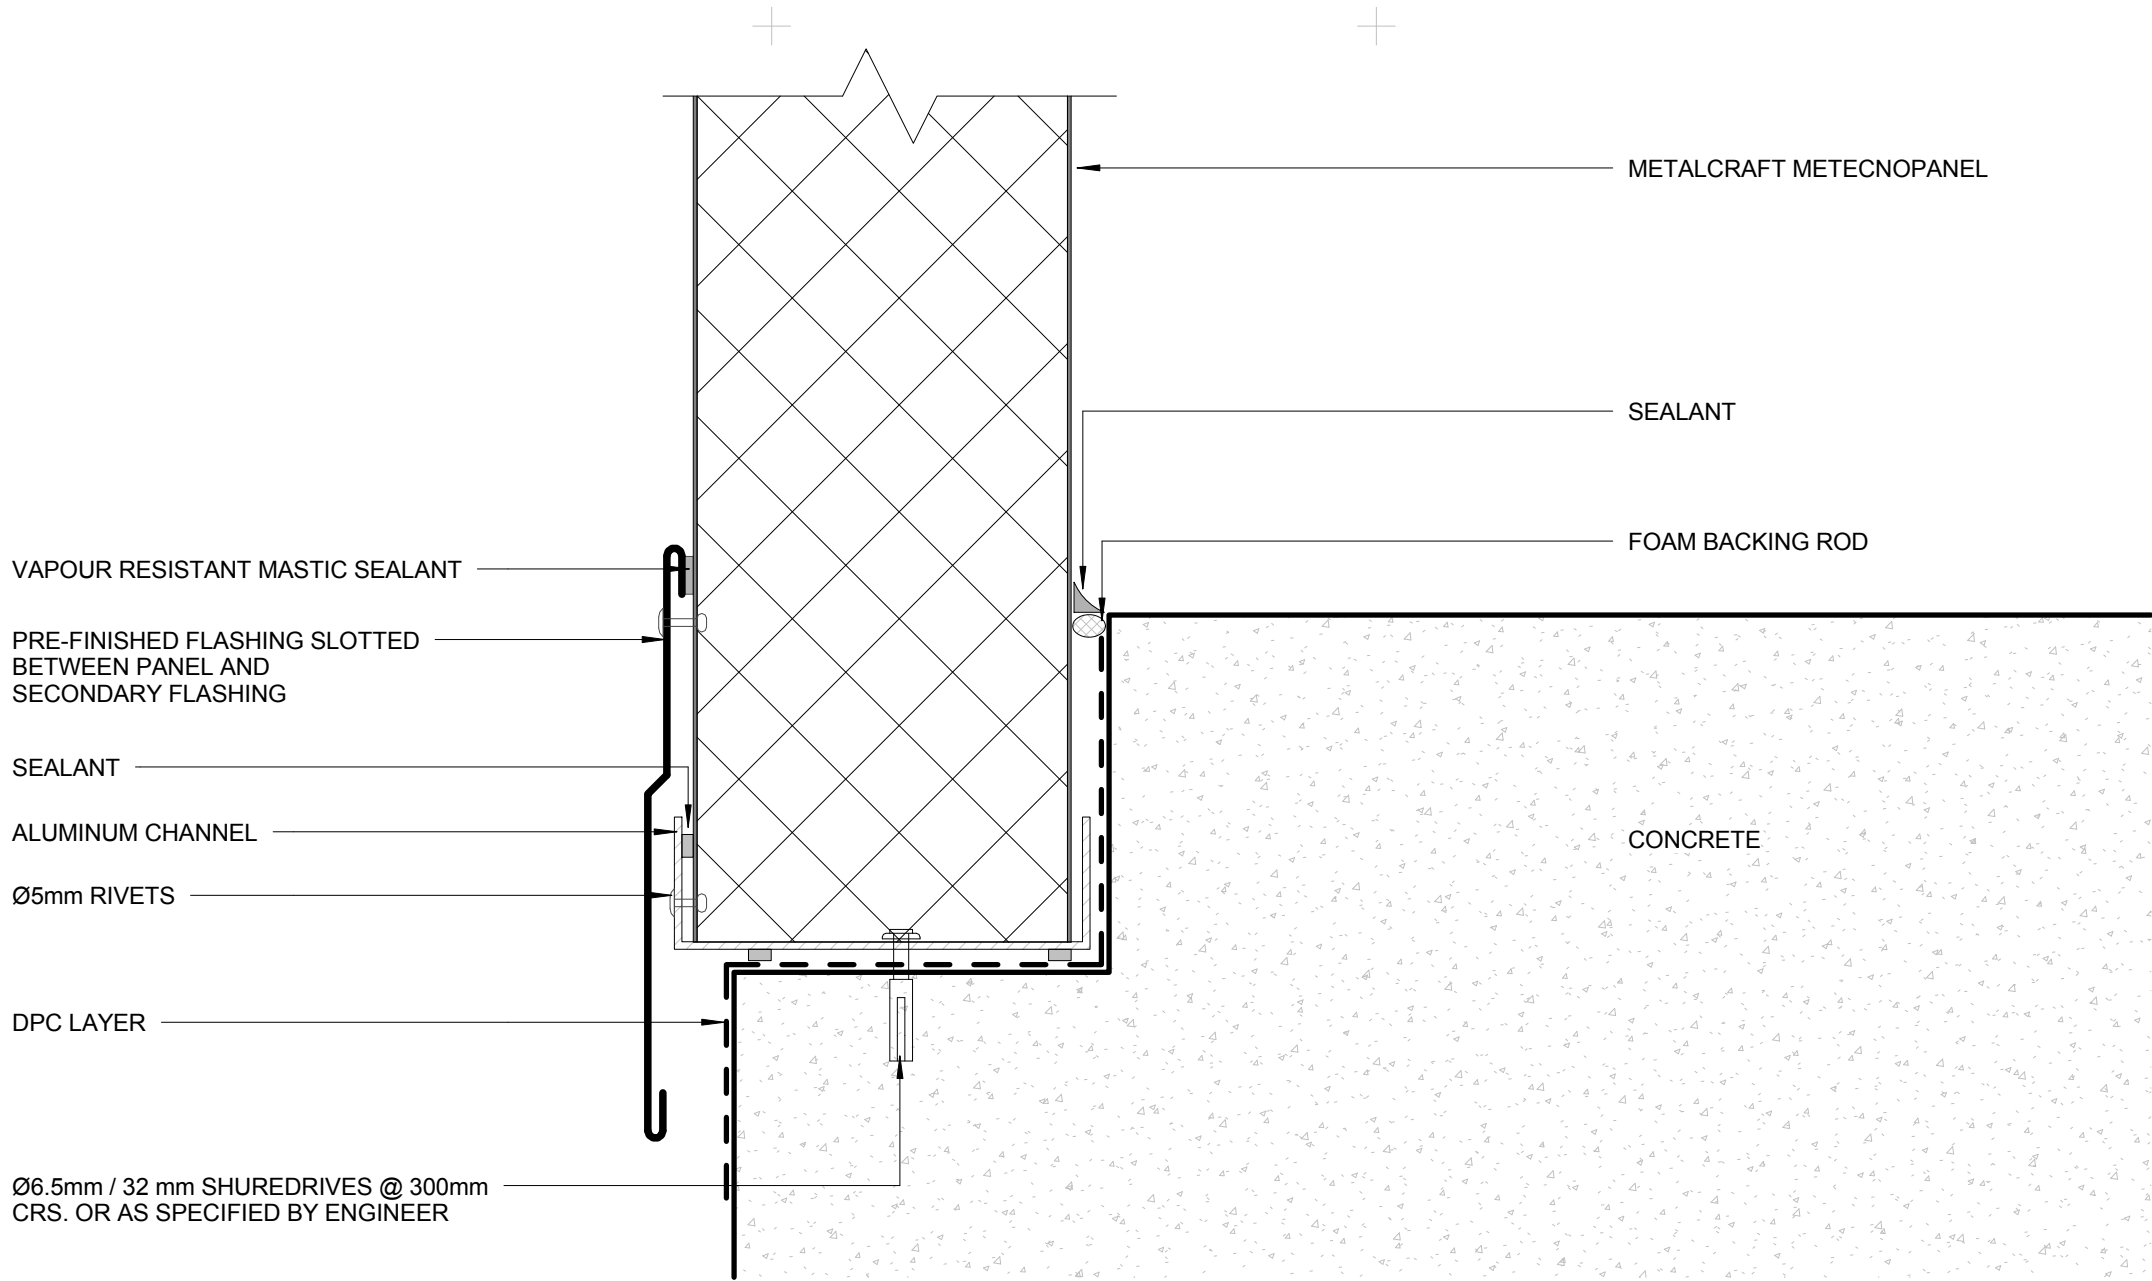 METALCRAFT METECNOPANEL
SEALANT
FOAM BACKING ROD
VAPOUR RESISTANT MASTIC SEALANT
PRE-FINISHED FLASHING SLOTTED
BETWEEN PANEL AND
SECONDARY FLASHING
SEALANT
ALUMINUM CHANNEL
CONCRETE
Ø5mm RIVETS
DPC LAYER
Ø6.5mm / 32 mm SHUREDRIVES @ 300mm
CRS. OR AS SPECIFIED BY ENGINEER